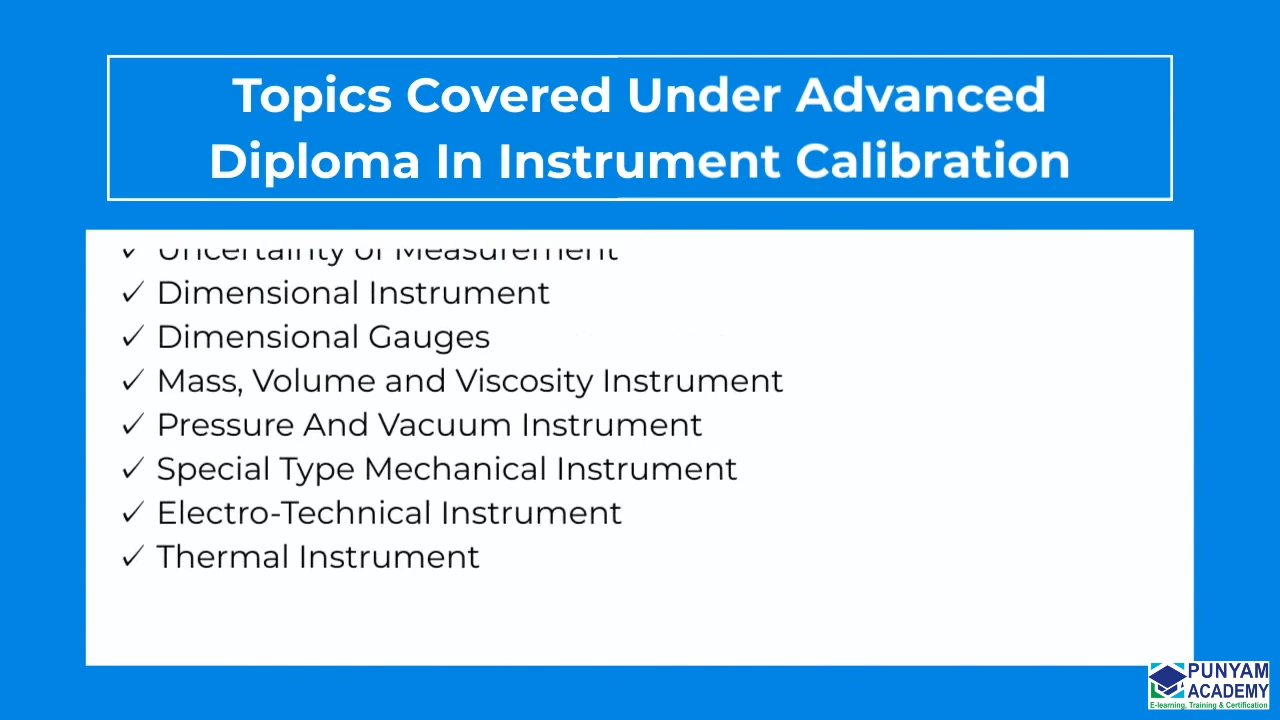 Topics Covered Under Advanced
Diploma In Instrument Calibration
✓ Uncertainty of Measurement
✓ Dimensional Instrument
✓ Dimensional Gauges
✓ Mass, Volume and Viscosity Instrument
✓ Pressure And Vacuum Instrument
✓ Special Type Mechanical Instrument
✓ Electro-Technical Instrument
✓ Thermal Instrument
PUNYAM
ACADEMY
E-learning, Training & Certification